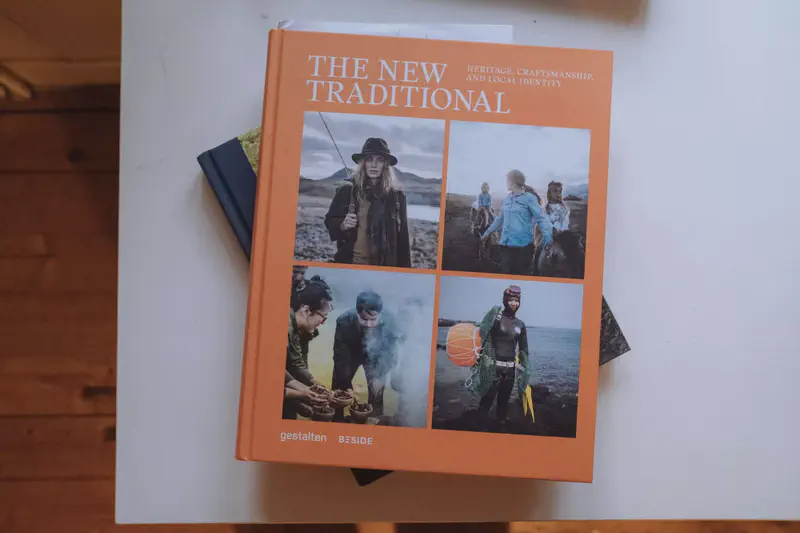 THE NEW
TRADITIONAL
HERITAGE, CRAFTSMANSHIP,
AND LOCAL IDENTITY
gestalten
BESIDE